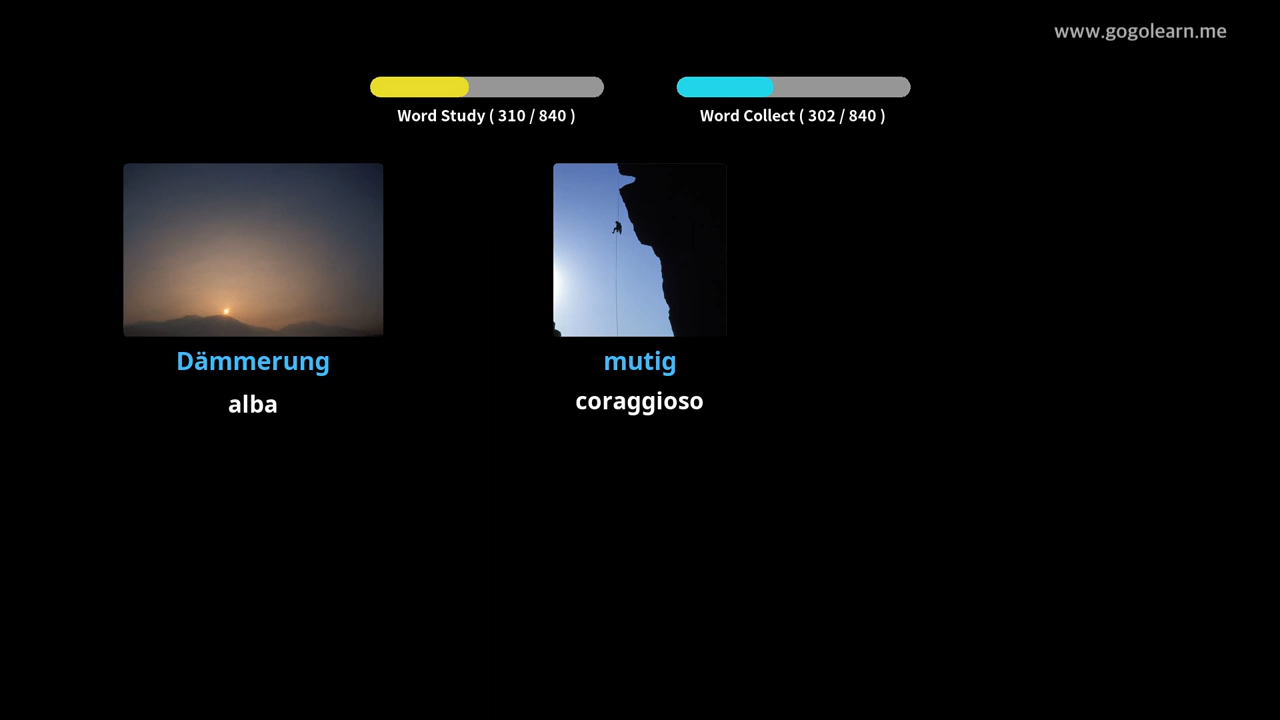 www.gogolearn.me
Word Study ( 310 / 840 )
Word Collect ( 302 / 840 )
Dämmerung
mutig
alba
coraggioso